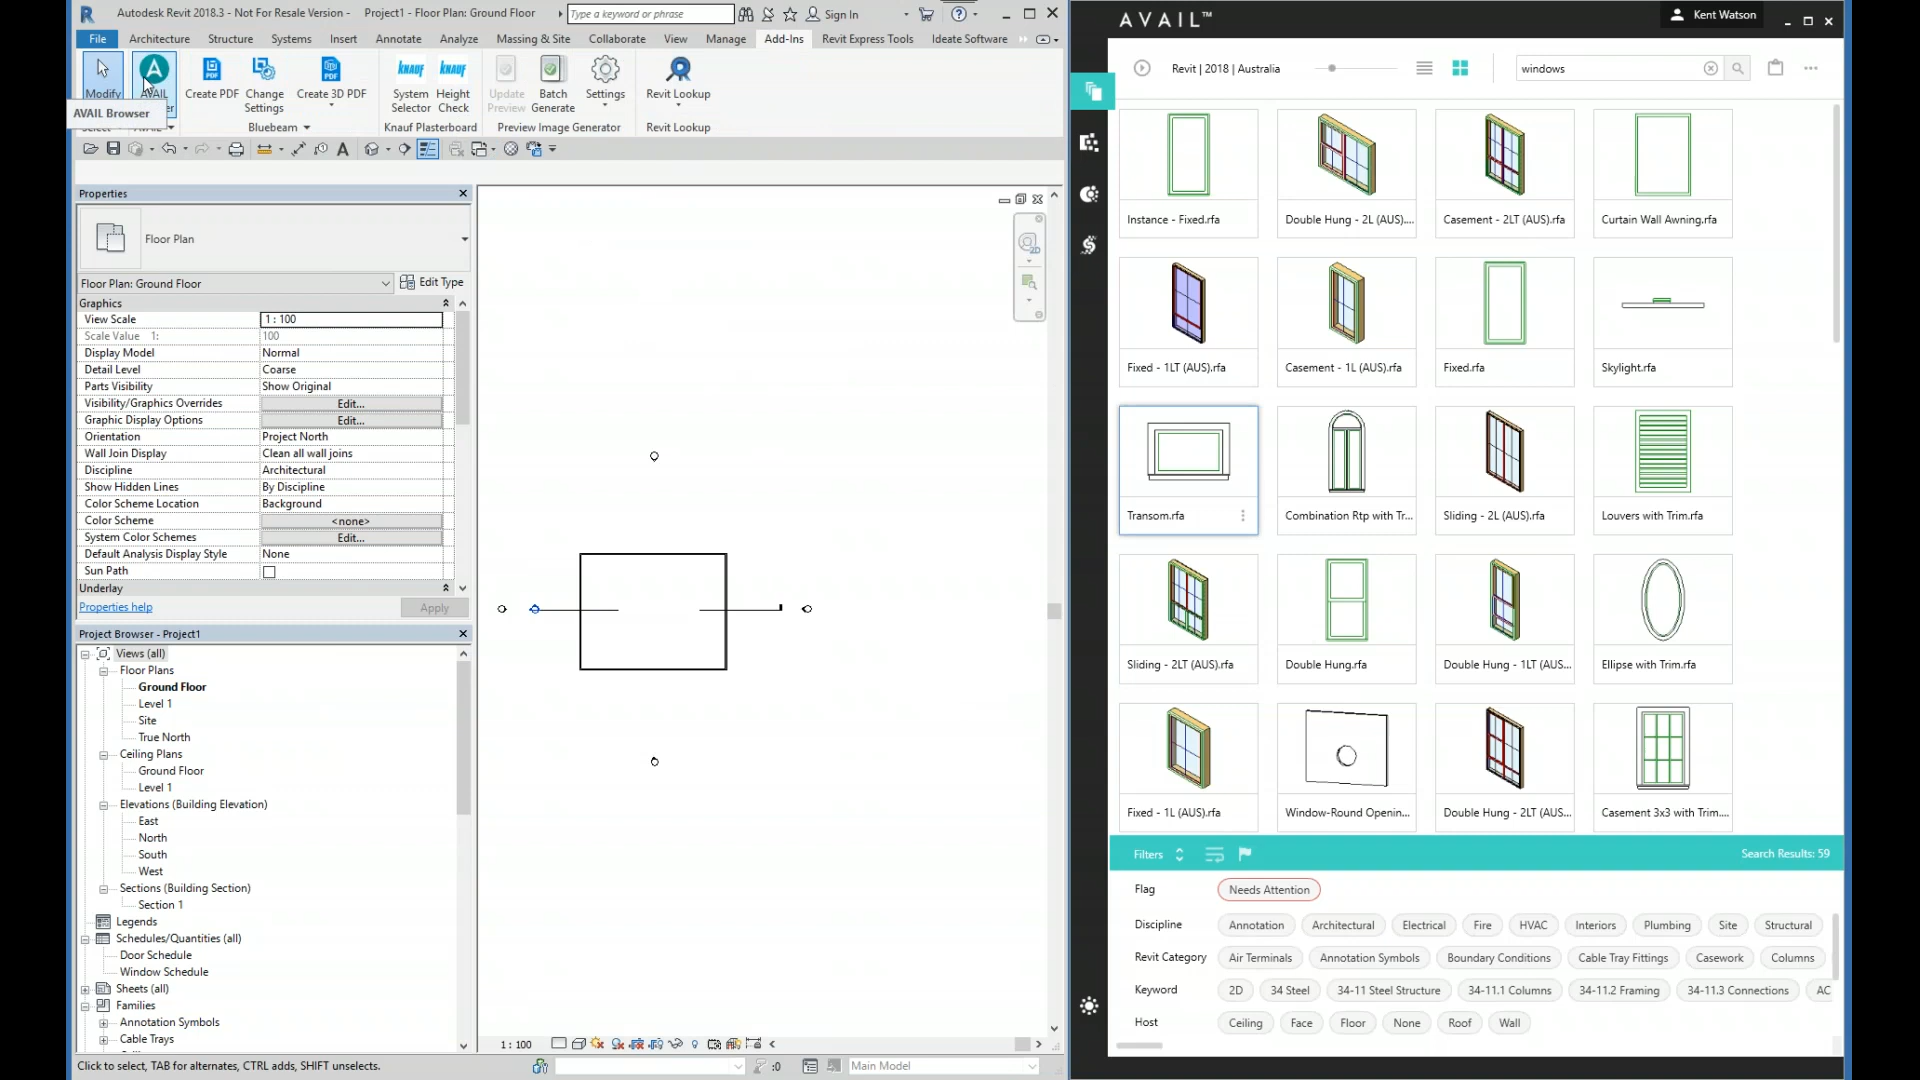 Autodesk Revit 2018.3 - Not For Resale Version - Project1 - Floor Plan: Ground Floor
Type a keyword or phrase
Sign In
File Architecture Structure Systems Insert Annotate Analyze Massing & Site Collaborate View Manage Add-Ins Revit Express Tools Ideate Software
Modify
AVAIL
Create PDF
Change Settings
Create 3D PDF
KNAUF
System Selector
KNAUF
Height Check
Update Preview
Batch Generate
Settings
Revit Lookup
AVAIL Browser
Bluebeam
Knauf Plasterboard
Preview Image Generator
Revit Lookup
Properties
Floor Plan
Floor Plan: Ground Floor
Edit Type
Graphics
View Scale 1 : 100
Scale Value 1: 100
Display Model Normal
Detail Level Coarse
Parts Visibility Show Original
Visibility/Graphics Overrides Edit...
Graphic Display Options Edit...
Orientation Project North
Wall Join Display Clean all wall joins
Discipline Architectural
Show Hidden Lines By Discipline
Color Scheme Location Background
Color Scheme <none>
System Color Schemes Edit...
Default Analysis Display Style None
Sun Path
Underlay
Properties help
Apply
Project Browser - Project1
Views (all)
Floor Plans
Ground Floor
Level 1
Site
True North
Ceiling Plans
Ground Floor
Level 1
Elevations (Building Elevation)
East
North
South
West
Sections (Building Section)
Section 1
Legends
Schedules/Quantities (all)
Door Schedule
Window Schedule
Sheets (all)
Families
Annotation Symbols
Cable Trays
1 : 100
Click to select, TAB for alternates, CTRL adds, SHIFT unselects.
:0
Main Model
AVAIL™
Kent Watson
Revit | 2018 | Australia
windows
Instance - Fixed.rfa
Double Hung - 2L (AUS)....
Casement - 2LT (AUS).rfa
Curtain Wall Awning.rfa
Fixed - 1LT (AUS).rfa
Casement - 1L (AUS).rfa
Fixed.rfa
Skylight.rfa
Transom.rfa
Combination Rtp with Tr...
Sliding - 2L (AUS).rfa
Louvers with Trim.rfa
Sliding - 2LT (AUS).rfa
Double Hung.rfa
Double Hung - 1LT (AUS...
Ellipse with Trim.rfa
Fixed - 1L (AUS).rfa
Window-Round Openin...
Double Hung - 2LT (AUS...
Casement 3x3 with Trim....
Filters
Search Results: 59
Flag Needs Attention
Discipline Annotation Architectural Electrical Fire HVAC Interiors Plumbing Site Structural
Revit Category Air Terminals Annotation Symbols Boundary Conditions Cable Tray Fittings Casework Columns
Keyword 2D 34 Steel 34-11 Steel Structure 34-11.1 Columns 34-11.2 Framing 34-11.3 Connections AC
Host Ceiling Face Floor None Roof Wall